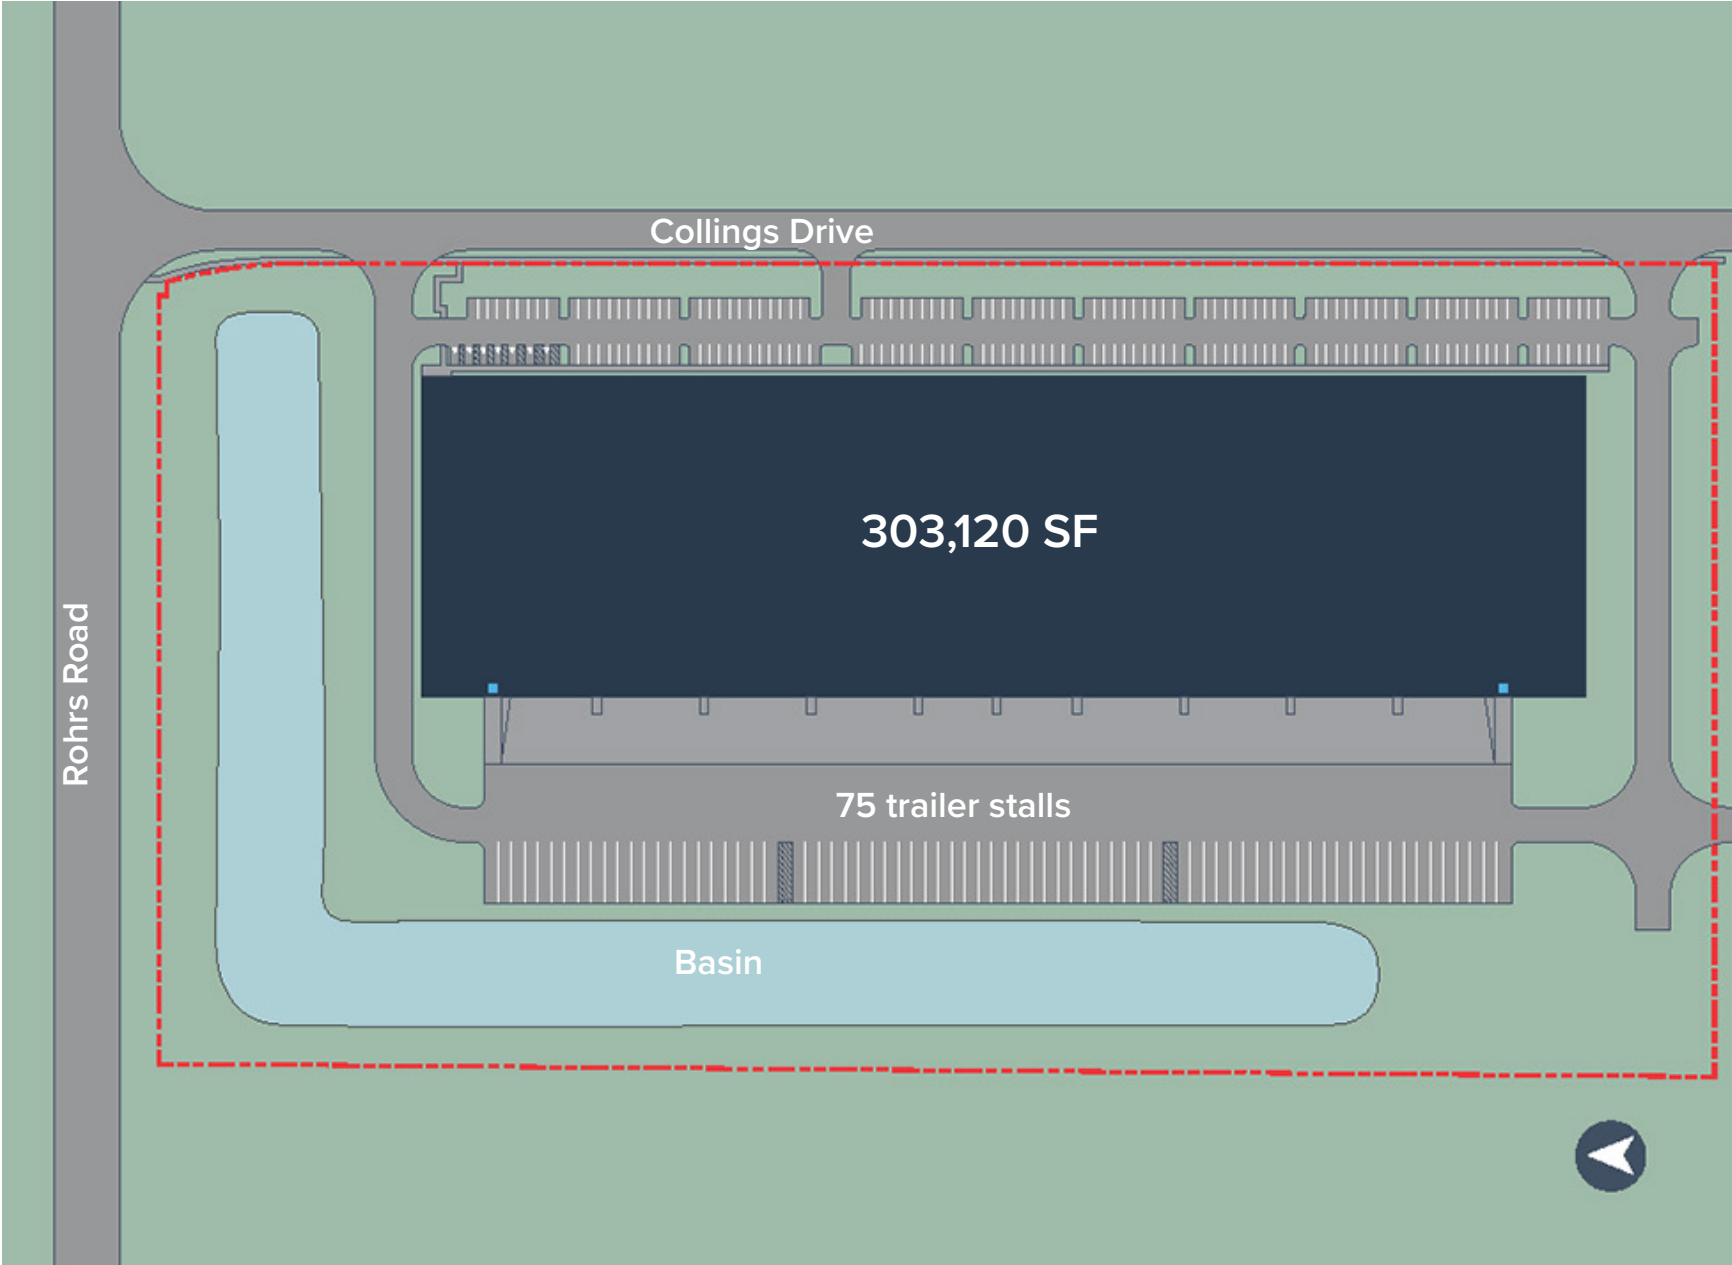 Collings Drive
303,120 SF
Rohrs Road
75 trailer stalls
Basin